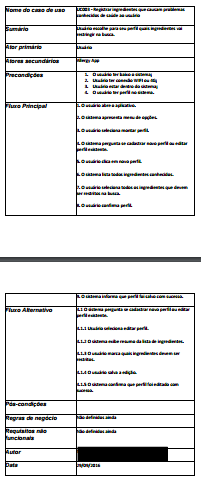 Nome do caso de uso
UC003 - Registrar ingredientes que causam problemas
conhecidos de saúde ao usuário
Sumário
Usuário escolhe para seu perfil quais ingredientes vai
restringir na busca.
Ator primário
Usuário
Atores secundários
Allergy App
Precondições
1. O usuário ter baixo o sistema;
2. Usuário ter conexão WIFI ou 4G;
3. Usuário estar dentro do sistema;
4. O usuário ter perfil no sistema.
Fluxo Principal
1. O usuário abre o aplicativo.
2. O sistema apresenta menu de opções.
3. O usuário seleciona montar perfil.
4. O sistema pergunta se cadastrar novo perfil ou editar
perfil existente.
5. O usuário clica em novo perfil.
6. O sistema lista todos ingredientes conhecidos.
7. O usuário seleciona todos os ingredientes que devem
ser restritos na busca.
8. O usuário confirma perfil.
9. O sistema informa que perfil foi salvo com sucesso.
Fluxo Alternativo
4.1 O sistema pergunta se cadastrar novo perfil ou editar
perfil existente.
4.1.1 Usuário seleciona editar perfil.
4.1.2 O sistema exibe resumo da lista de ingredientes.
4.1.3 O usuário marca quais ingredientes devem ser
restritos.
4.1.4 O usuário salva a edição.
4.1.5 O sistema confirma que perfil foi editado com
sucesso.
Pós-condições
Regras de negócio
Não definidos ainda
Requisitos não
funcionais
Não definidos ainda
Autor
Data
29/09/2016